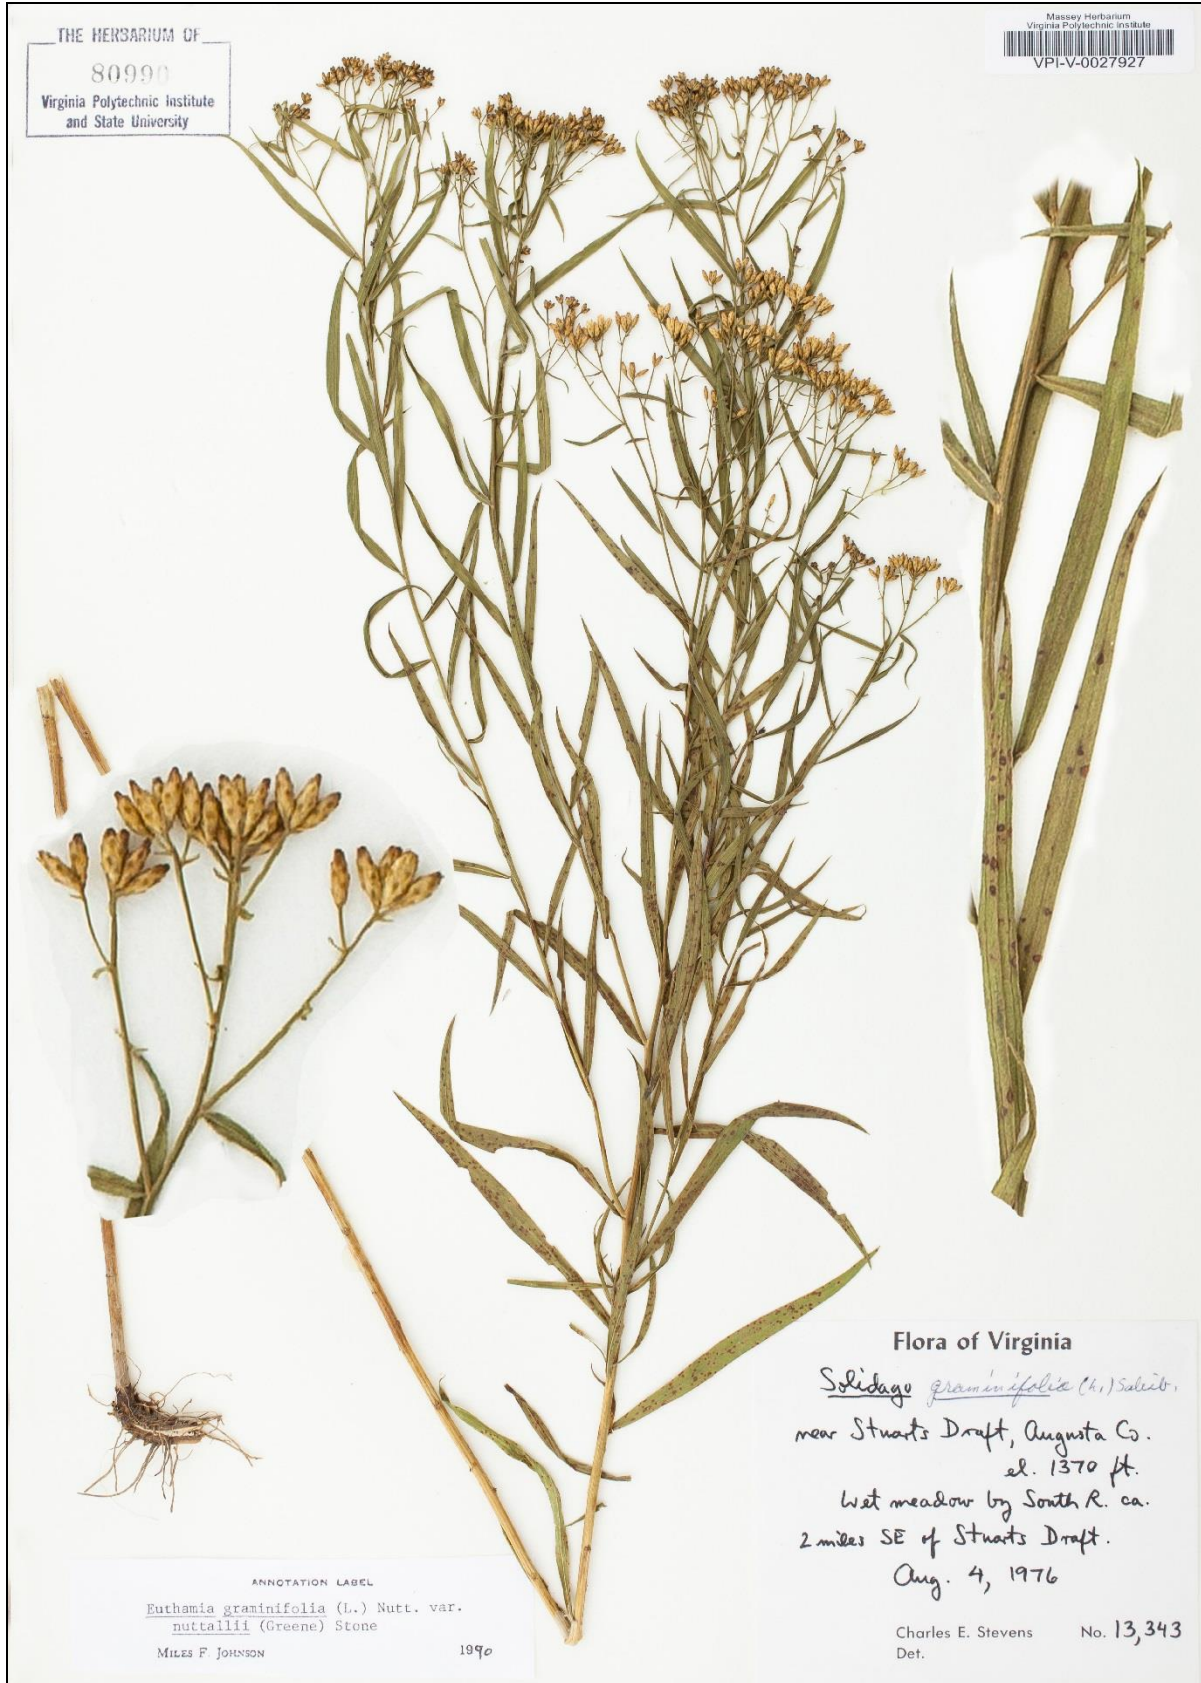 THE HERBARIUM OF
80990
Virginia Polytechnic Institute
and State University
Massey Herbarium
Virginia Polytechnic Institute
VPI-V-0027927
Flora of Virginia
Solidago graminifolia (L.) Salisb.
near Stuarts Draft, Augusta Co.
el. 1370 ft.
Wet meadow by South R. ca.
2 miles SE of Stuarts Draft.
Aug. 4, 1976
Charles E. Stevens No. 13,343
Det.
ANNOTATION LABEL
Euthamia graminifolia (L.) Nutt. var.
nuttallii (Greene) Stone
MILES F. JOHNSON 1990